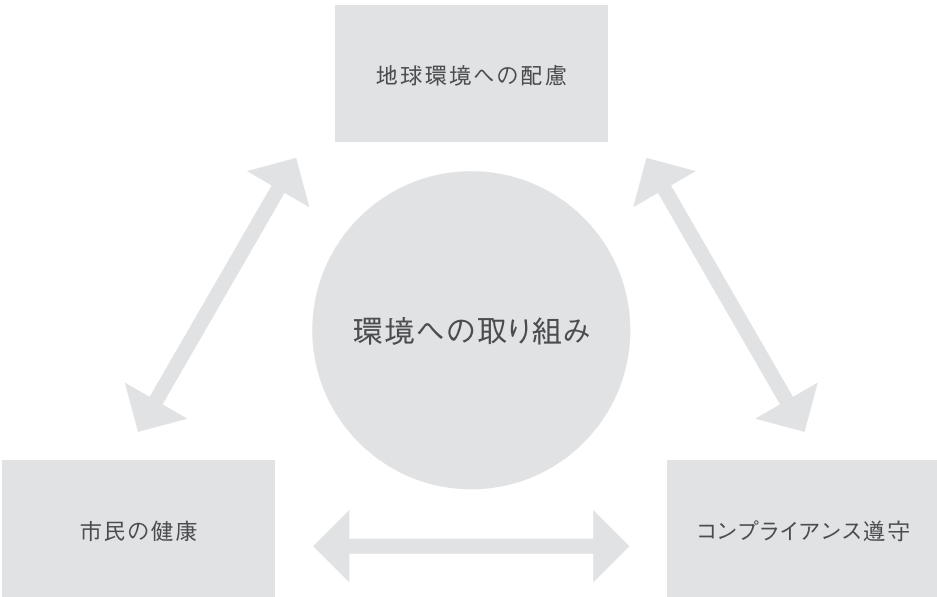 地球環境への配慮
環境への取り組み
市民の健康
コンプライアンス遵守